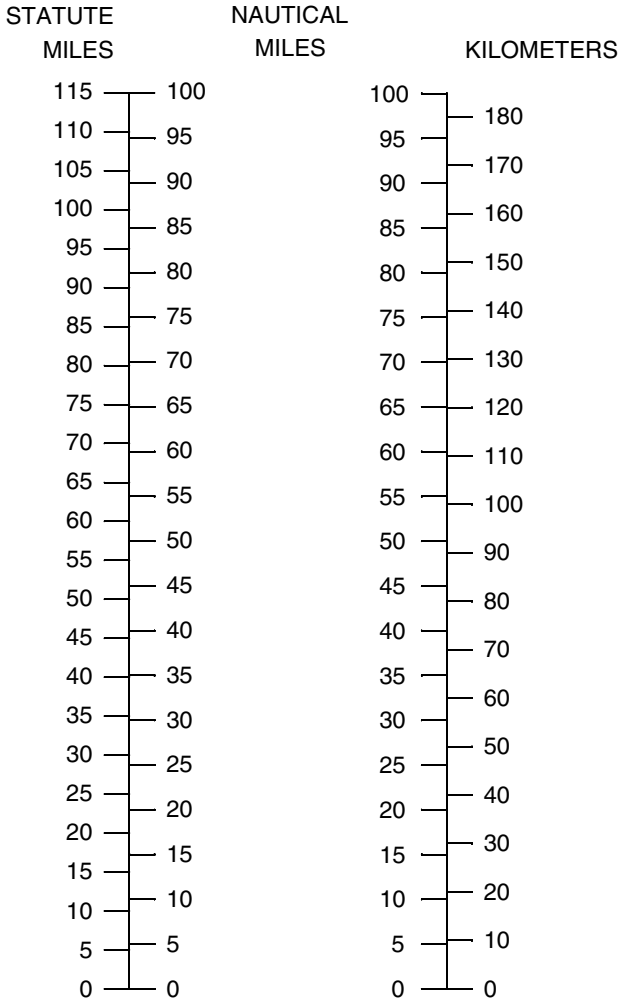 STATUTE NAUTICAL
MILES MILES KILOMETERS
115 100 100
110 95 95 180
105 90 90 170
100 85 85 160
95 80 80 150
90 75 75 140
85 70 70 130
80 65 65 120
75 60 60 110
70 55 55 100
65 50 50 90
60 45 45 80
55 40 40 70
50 35 35 60
45 30 30 50
40 25 25 40
35 20 20 30
30 15 15 20
25 10 10 10
20 5 5 0
15 0 0
10
5
0